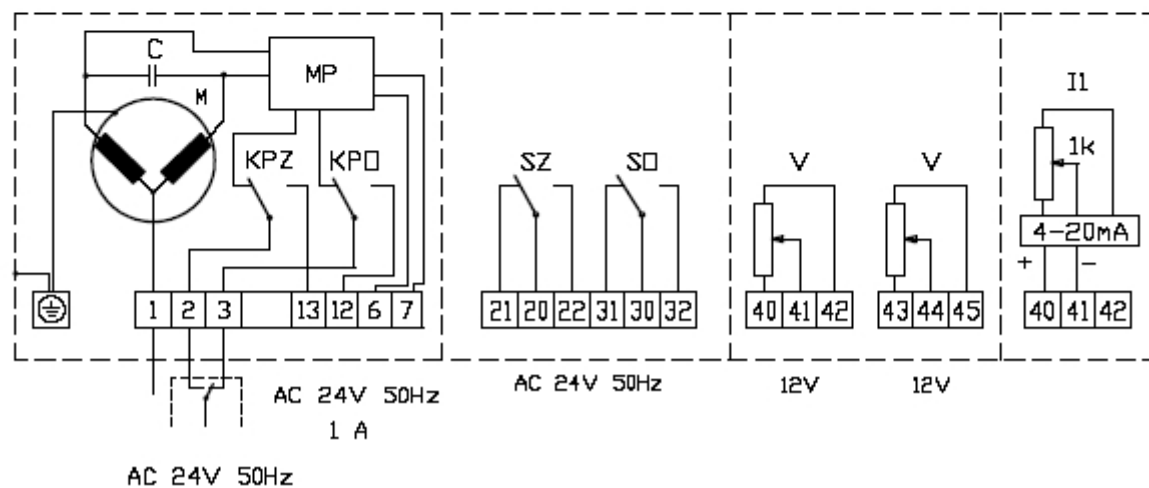 C
M
MP
KPZ
KPO
1 2 3 13 12 6 7
AC 24V 50Hz
1 A
AC 24V 50Hz
SZ
SO
21 20 22 31 30 32
AC 24V 50Hz
V
V
40 41 42
43 44 45
12V
12V
I1
1k
4-20mA
+ -
40 41 42